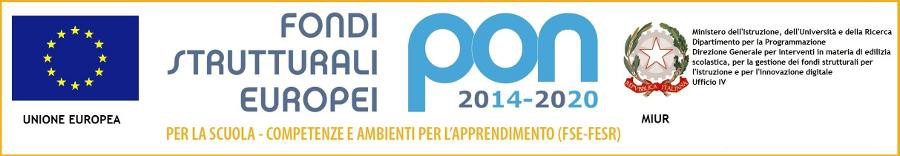 UNIONE EUROPEA
FONDI
STRUTTURALI
EUROPEI
pon
2014-2020
PER LA SCUOLA - COMPETENZE E AMBIENTI PER L'APPRENDIMENTO (FSE-FESR)
REPVBBLICA ITALIANA
MIUR
Ministero dell'Istruzione, dell'Università e della Ricerca
Dipartimento per la Programmazione
Direzione Generale per interventi in materia di edilizia
scolastica, per la gestione dei fondi strutturali per
l'istruzione e per l'innovazione digitale
Ufficio IV